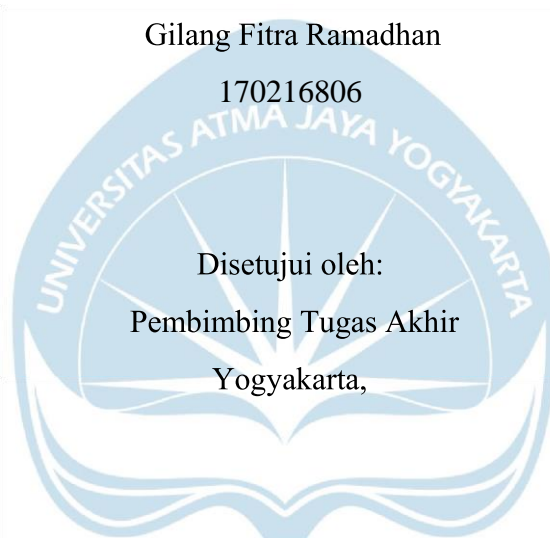 Gilang Fitra Ramadhan
170216806
UNIVERSITAS ATMA JAYA YOGYAKARTA
Disetujui oleh:
Pembimbing Tugas Akhir
Yogyakarta,